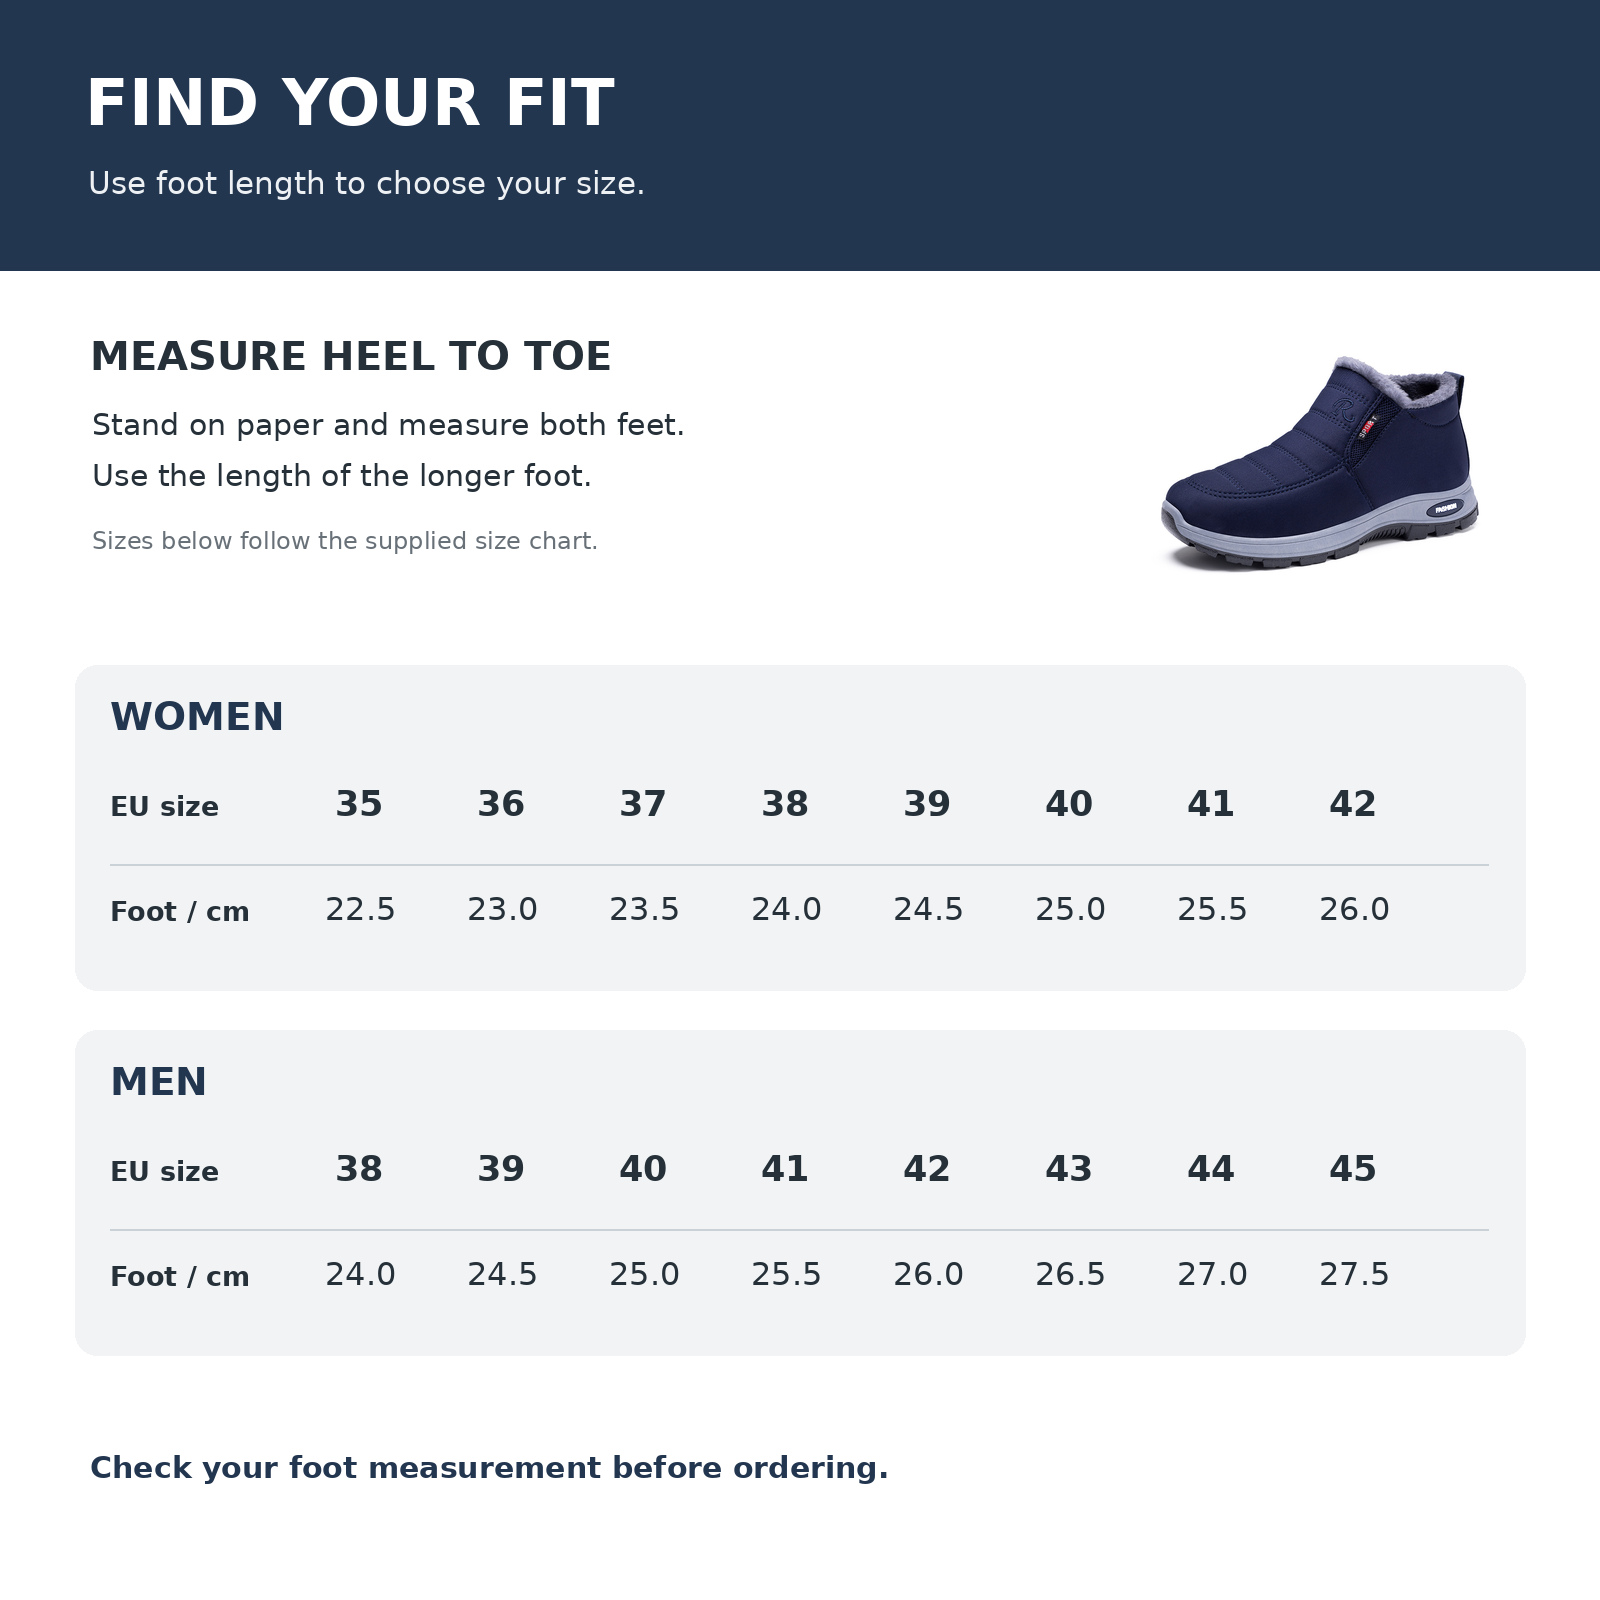 FIND YOUR FIT
Use foot length to choose your size.
MEASURE HEEL TO TOE
Stand on paper and measure both feet.
Use the length of the longer foot.
Sizes below follow the supplied size chart.
R
SPORT
FASHION
WOMEN
EU size 35 36 37 38 39 40 41 42
Foot / cm 22.5 23.0 23.5 24.0 24.5 25.0 25.5 26.0
MEN
EU size 38 39 40 41 42 43 44 45
Foot / cm 24.0 24.5 25.0 25.5 26.0 26.5 27.0 27.5
Check your foot measurement before ordering.